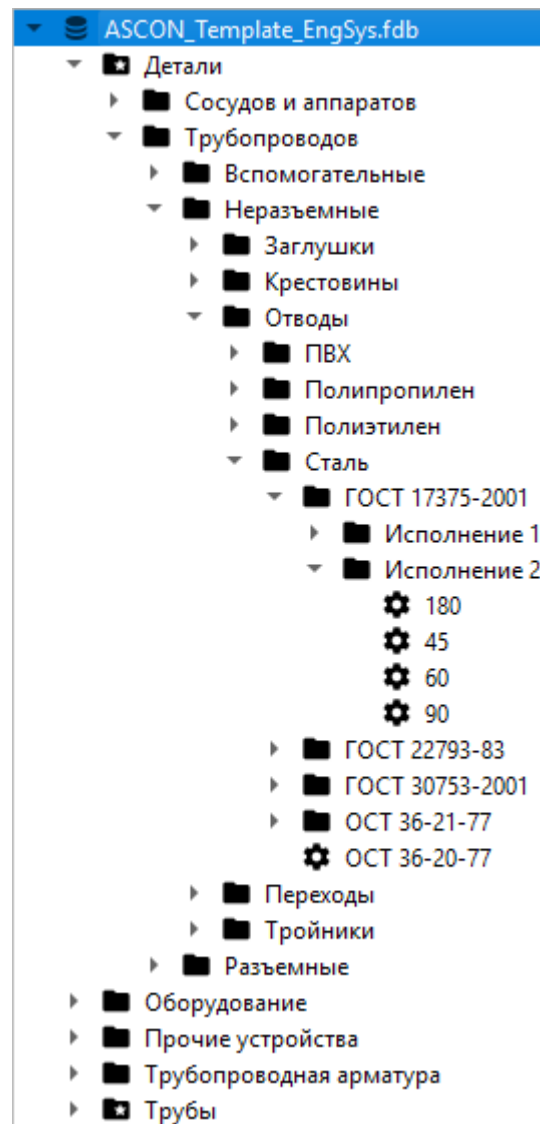 ASCON_Template_EngSys.fdb
Детали
Сосудов и аппаратов
Трубопроводов
Вспомогательные
Неразъемные
Заглушки
Крестовины
Отводы
ПВХ
Полипропилен
Полиэтилен
Сталь
ГОСТ 17375-2001
Исполнение 1
Исполнение 2
180
45
60
90
ГОСТ 22793-83
ГОСТ 30753-2001
ОСТ 36-21-77
ОСТ 36-20-77
Переходы
Тройники
Разъемные
Оборудование
Прочие устройства
Трубопроводная арматура
Трубы